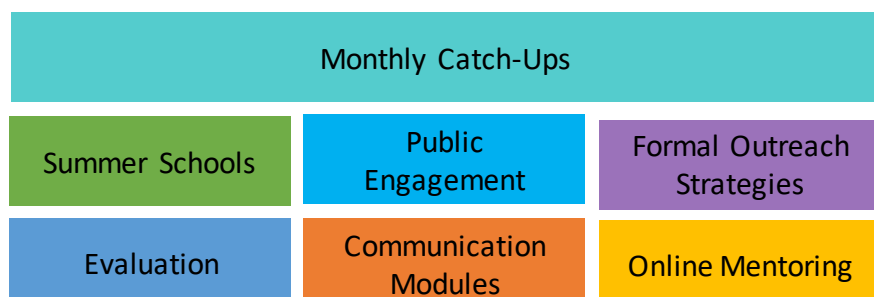 Monthly Catch-Ups
Summer Schools
Public
Engagement
Formal Outreach
Strategies
Evaluation
Communication
Modules
Online Mentoring